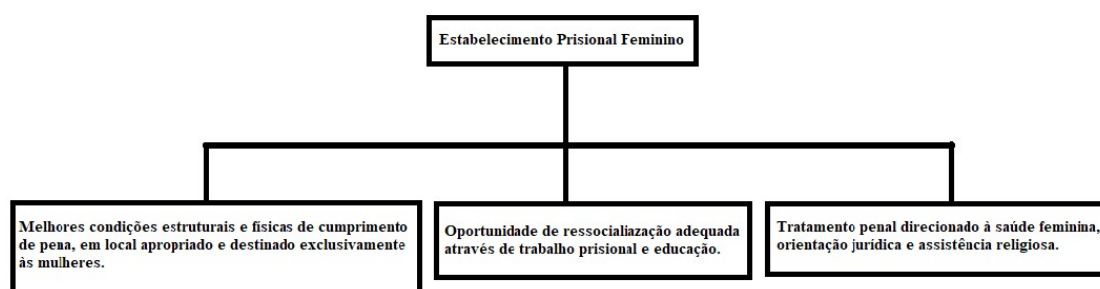 Estabelecimento Prisional Feminino
Melhores condições estruturais e físicas de cumprimento
de pena, em local apropriado e destinado exclusivamente
às mulheres.
Oportunidade de ressocialiazação adequada
através de trabalho prisional e educação.
Tratamento penal direcionado à saúde feminina,
orientação jurídica e assistência religiosa.